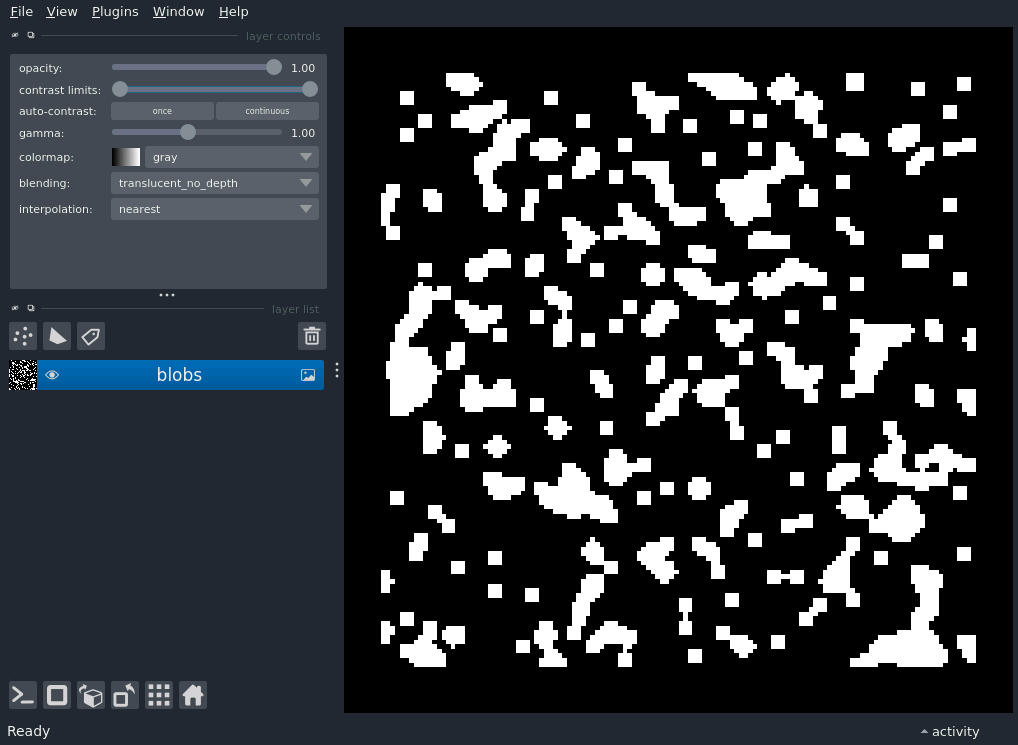 File View Plugins Window Help
layer controls
opacity: 1.00
contrast limits:
auto-contrast: once continuous
gamma: 1.00
colormap: gray
blending: translucent_no_depth
interpolation: nearest
layer list
blobs
Ready activity